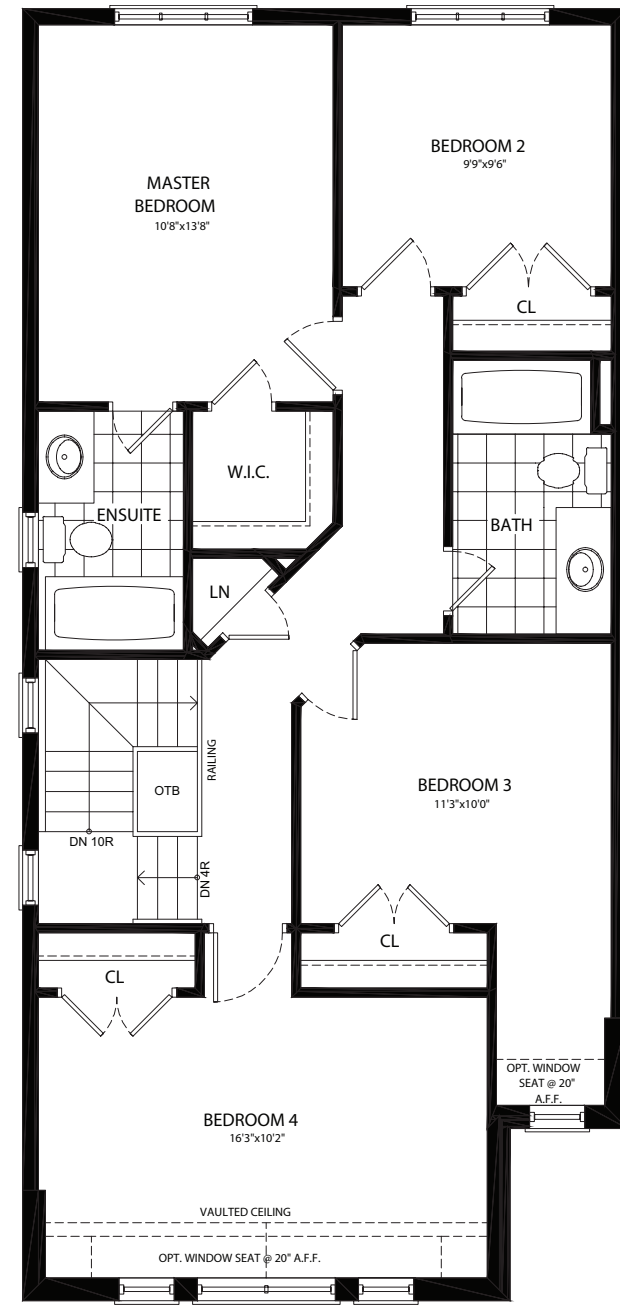 BEDROOM 2
9'9"x9'6"
MASTER
BEDROOM
10'8"x13'8"
CL
W.I.C.
ENSUITE
BATH
LN
RAILING
BEDROOM 3
11'3"x10'0"
OTB
DN 10R
DN 4R
CL
CL
OPT. WINDOW
SEAT @ 20"
A.F.F.
BEDROOM 4
16'3"x10'2"
VAULTED CEILING
OPT. WINDOW SEAT @ 20" A.F.F.